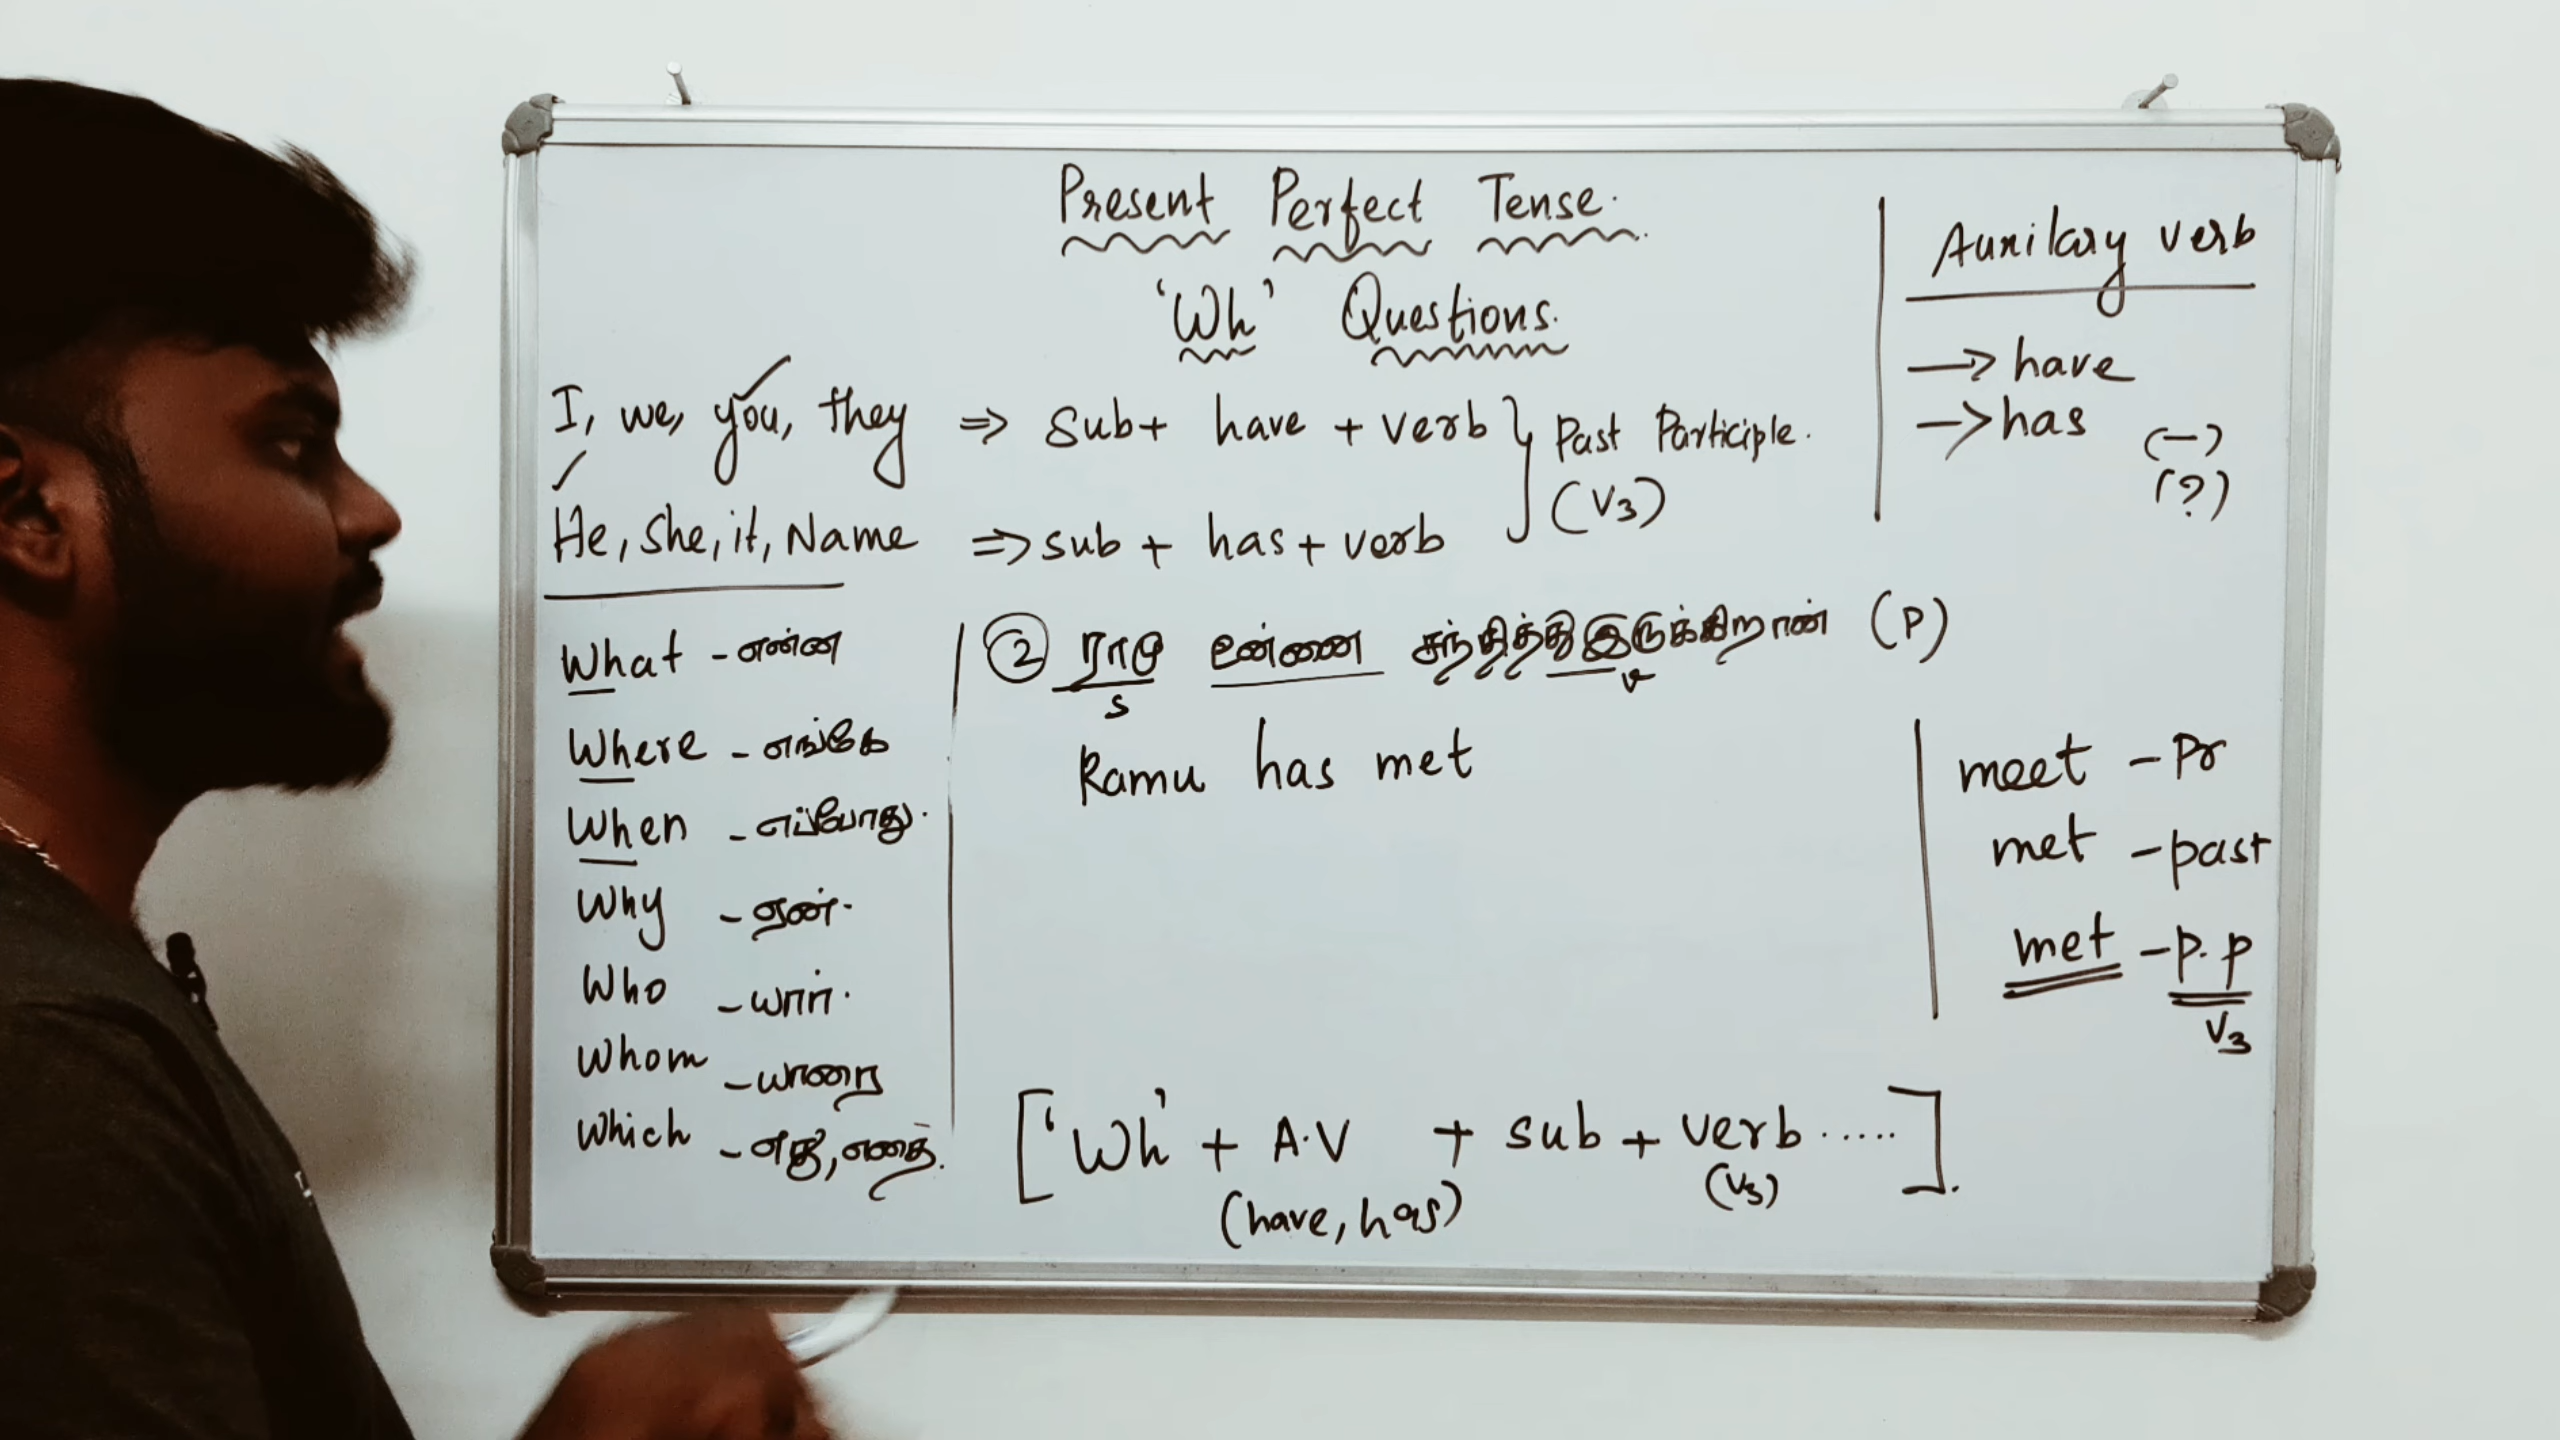 Present Perfect Tense.
'Wh' Questions.
Auxilary verb
→ have
→ has
(-)
(?)
I, we, you, they ⇒ Sub + have + verb } Past Participle.
(V3)
He, she, it, Name ⇒ sub + has + verb
What - என்ன
Where - எங்கே
When - எப்போது.
Why - ஏன்.
Who - யார்.
Whom - யாரை
Which - எது, எதை.
② ராமு உன்னை சந்தித்து இருக்கிறான் (P)
S
v
Ramu has met
meet - Pr
met - past
met - p.p
V3
['Wh' + A.V + sub + verb .....].
(have, has)
(V3)